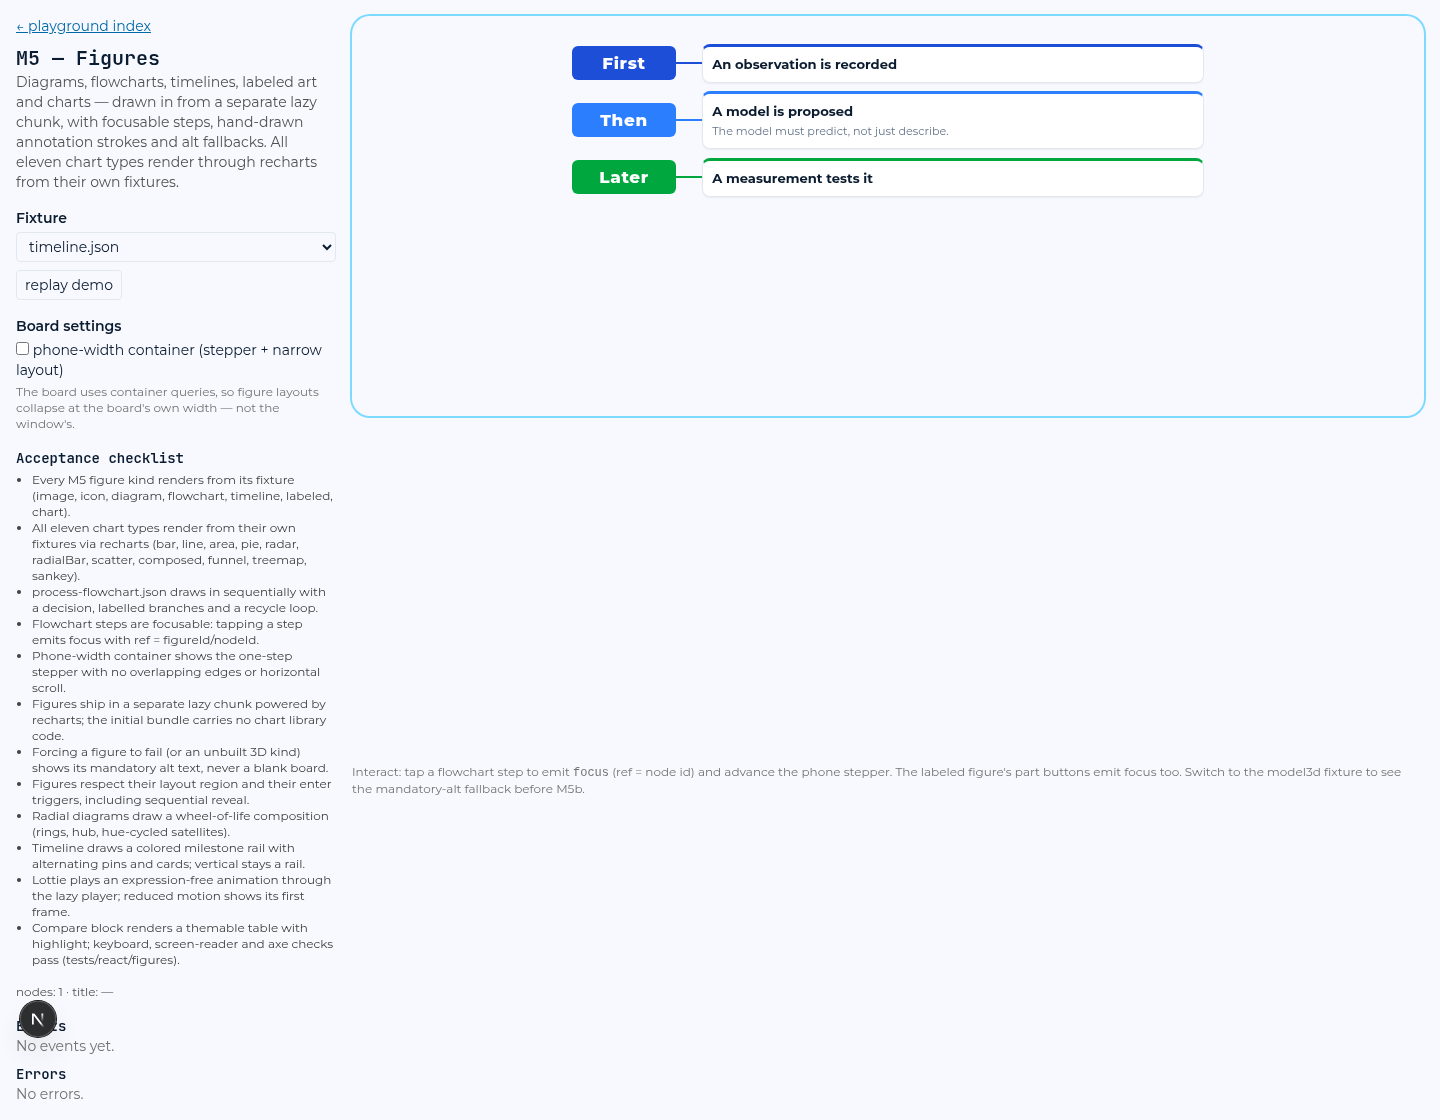 ← playground index
M5 — Figures
Diagrams, flowcharts, timelines, labeled art
and charts — drawn in from a separate lazy
chunk, with focusable steps, hand-drawn
annotation strokes and alt fallbacks. All
eleven chart types render through recharts
from their own fixtures.
Fixture
timeline.json
replay demo
Board settings
phone-width container (stepper + narrow
layout)
The board uses container queries, so figure layouts
collapse at the board's own width — not the
window's.
Acceptance checklist
• Every M5 figure kind renders from its fixture
(image, icon, diagram, flowchart, timeline, labeled,
chart).
• All eleven chart types render from their own
fixtures via recharts (bar, line, area, pie, radar,
radialBar, scatter, composed, funnel, treemap,
sankey).
• process-flowchart.json draws in sequentially with
a decision, labelled branches and a recycle loop.
• Flowchart steps are focusable: tapping a step
emits focus with ref = figureId/nodeId.
• Phone-width container shows the one-step
stepper with no overlapping edges or horizontal
scroll.
• Figures ship in a separate lazy chunk powered by
recharts; the initial bundle carries no chart library
code.
• Forcing a figure to fail (or an unbuilt 3D kind)
shows its mandatory alt text, never a blank board.
• Figures respect their layout region and their enter
triggers, including sequential reveal.
• Radial diagrams draw a wheel-of-life composition
(rings, hub, hue-cycled satellites).
• Timeline draws a colored milestone rail with
alternating pins and cards; vertical stays a rail.
• Lottie plays an expression-free animation through
the lazy player; reduced motion shows its first
frame.
• Compare block renders a themable table with
highlight; keyboard, screen-reader and axe checks
pass (tests/react/figures).
nodes: 1 · title: —
N
No events yet.
Errors
No errors.
First
An observation is recorded
Then
A model is proposed
The model must predict, not just describe.
Later
A measurement tests it
Interact: tap a flowchart step to emit focus (ref = node id) and advance the phone stepper. The labeled figure's part buttons emit focus too. Switch to the model3d fixture to see
the mandatory-alt fallback before M5b.